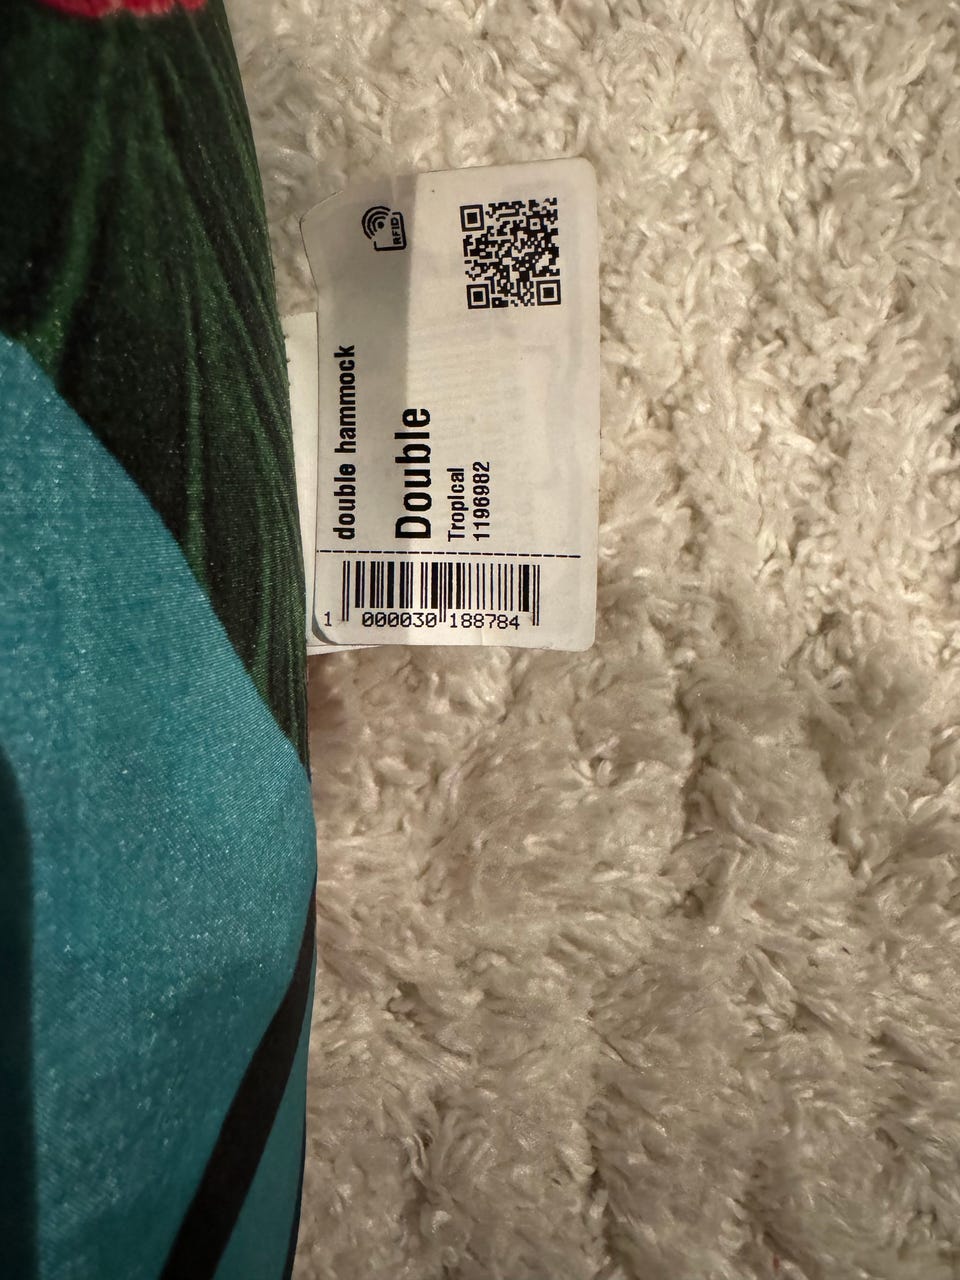 RFID
double hammock
Double
Tropical
1196982
1 000030 188784